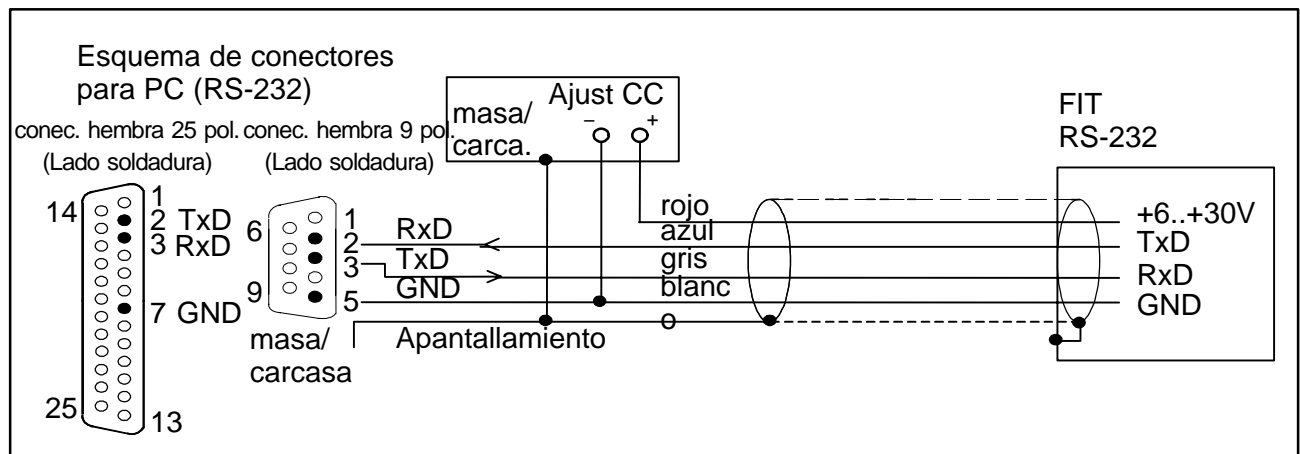 Esquema de conectores
para PC (RS-232)
conec. hembra 25 pol.
(Lado soldadura)
14
1
2 TxD
3 RxD
7 GND
25
13
conec. hembra 9 pol.
(Lado soldadura)
6
1
2
3
9
5
masa/
carcasa
RxD
TxD
GND
Apantallamiento
masa/
carca.
Ajust CC
− +
rojo
azul
gris
blanc
o
FIT
RS-232
+6..+30V
TxD
RxD
GND